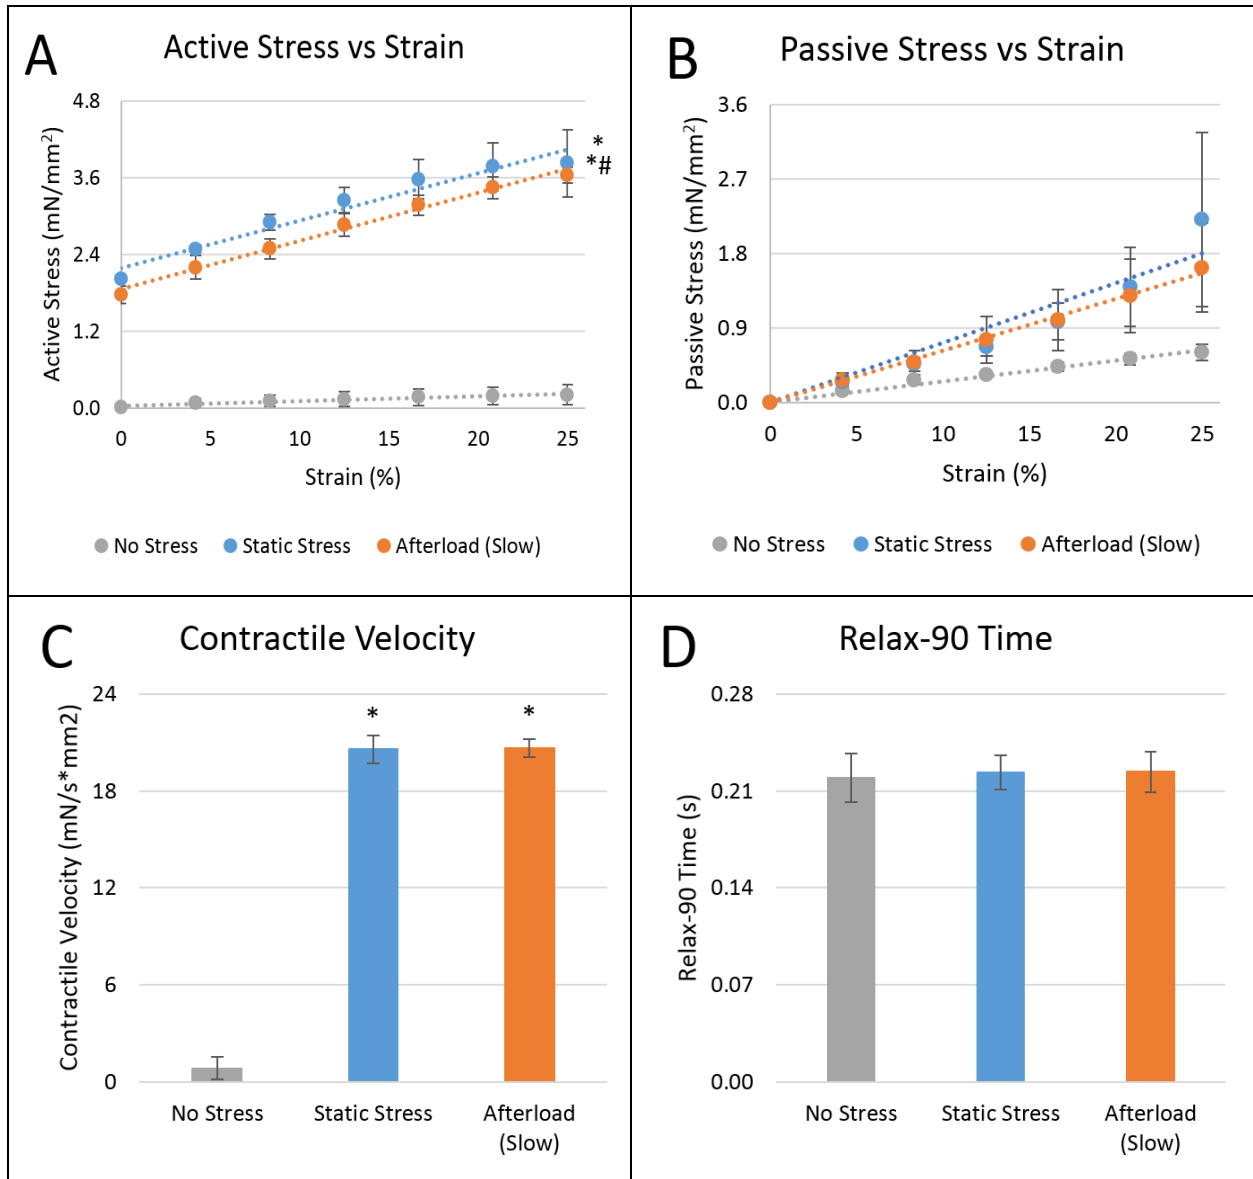 A
Active Stress vs Strain
Active Stress (mN/mm²)
4.8
3.6
2.4
1.2
0.0
*
*#
0 5 10 15 20 25
Strain (%)
No Stress Static Stress Afterload (Slow)
B
Passive Stress vs Strain
Passive Stress (mN/mm²)
3.6
2.7
1.8
0.9
0.0
0 5 10 15 20 25
Strain (%)
No Stress Static Stress Afterload (Slow)
C
Contractile Velocity
Contractile Velocity (mN/s*mm2)
24
18
12
6
0
* *
No Stress Static Stress Afterload
(Slow)
D
Relax-90 Time
Relax-90 Time (s)
0.28
0.21
0.14
0.07
0.00
No Stress Static Stress Afterload
(Slow)